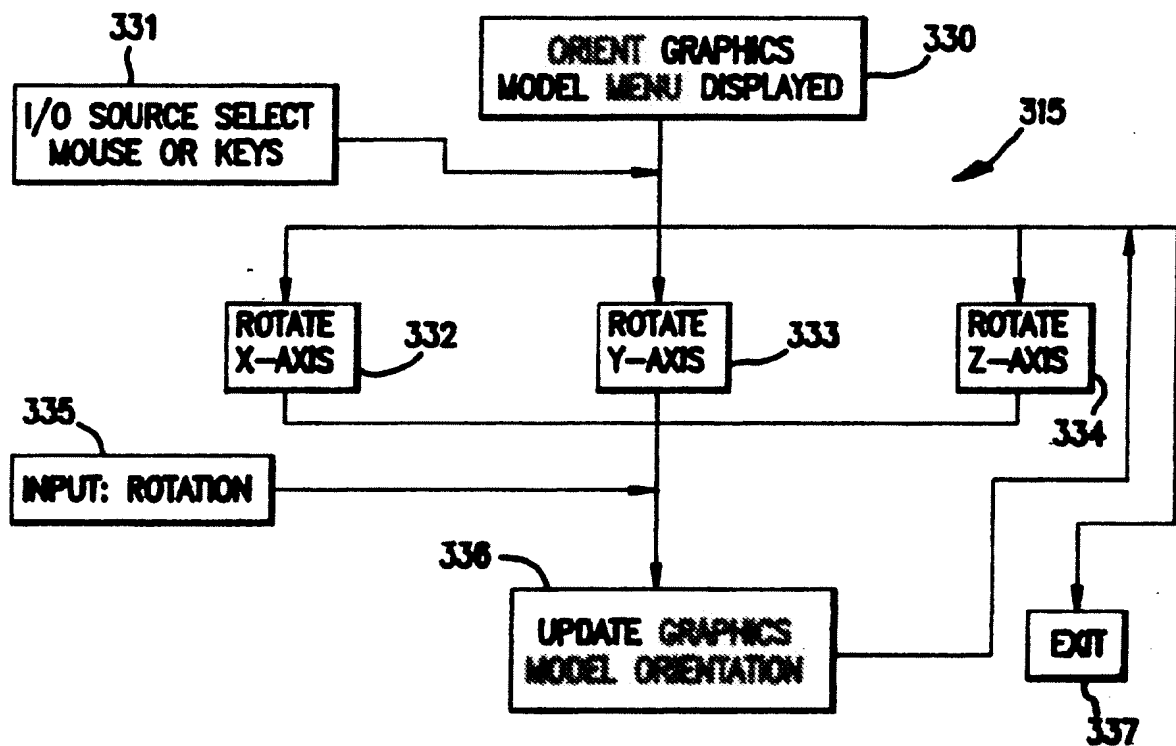 331
I/O SOURCE SELECT
MOUSE OR KEYS
ORIENT GRAPHICS
MODEL MENU DISPLAYED
330
315
ROTATE
X-AXIS
332
ROTATE
Y-AXIS
333
ROTATE
Z-AXIS
334
335
INPUT: ROTATION
336
UPDATE GRAPHICS
MODEL ORIENTATION
EXIT
337